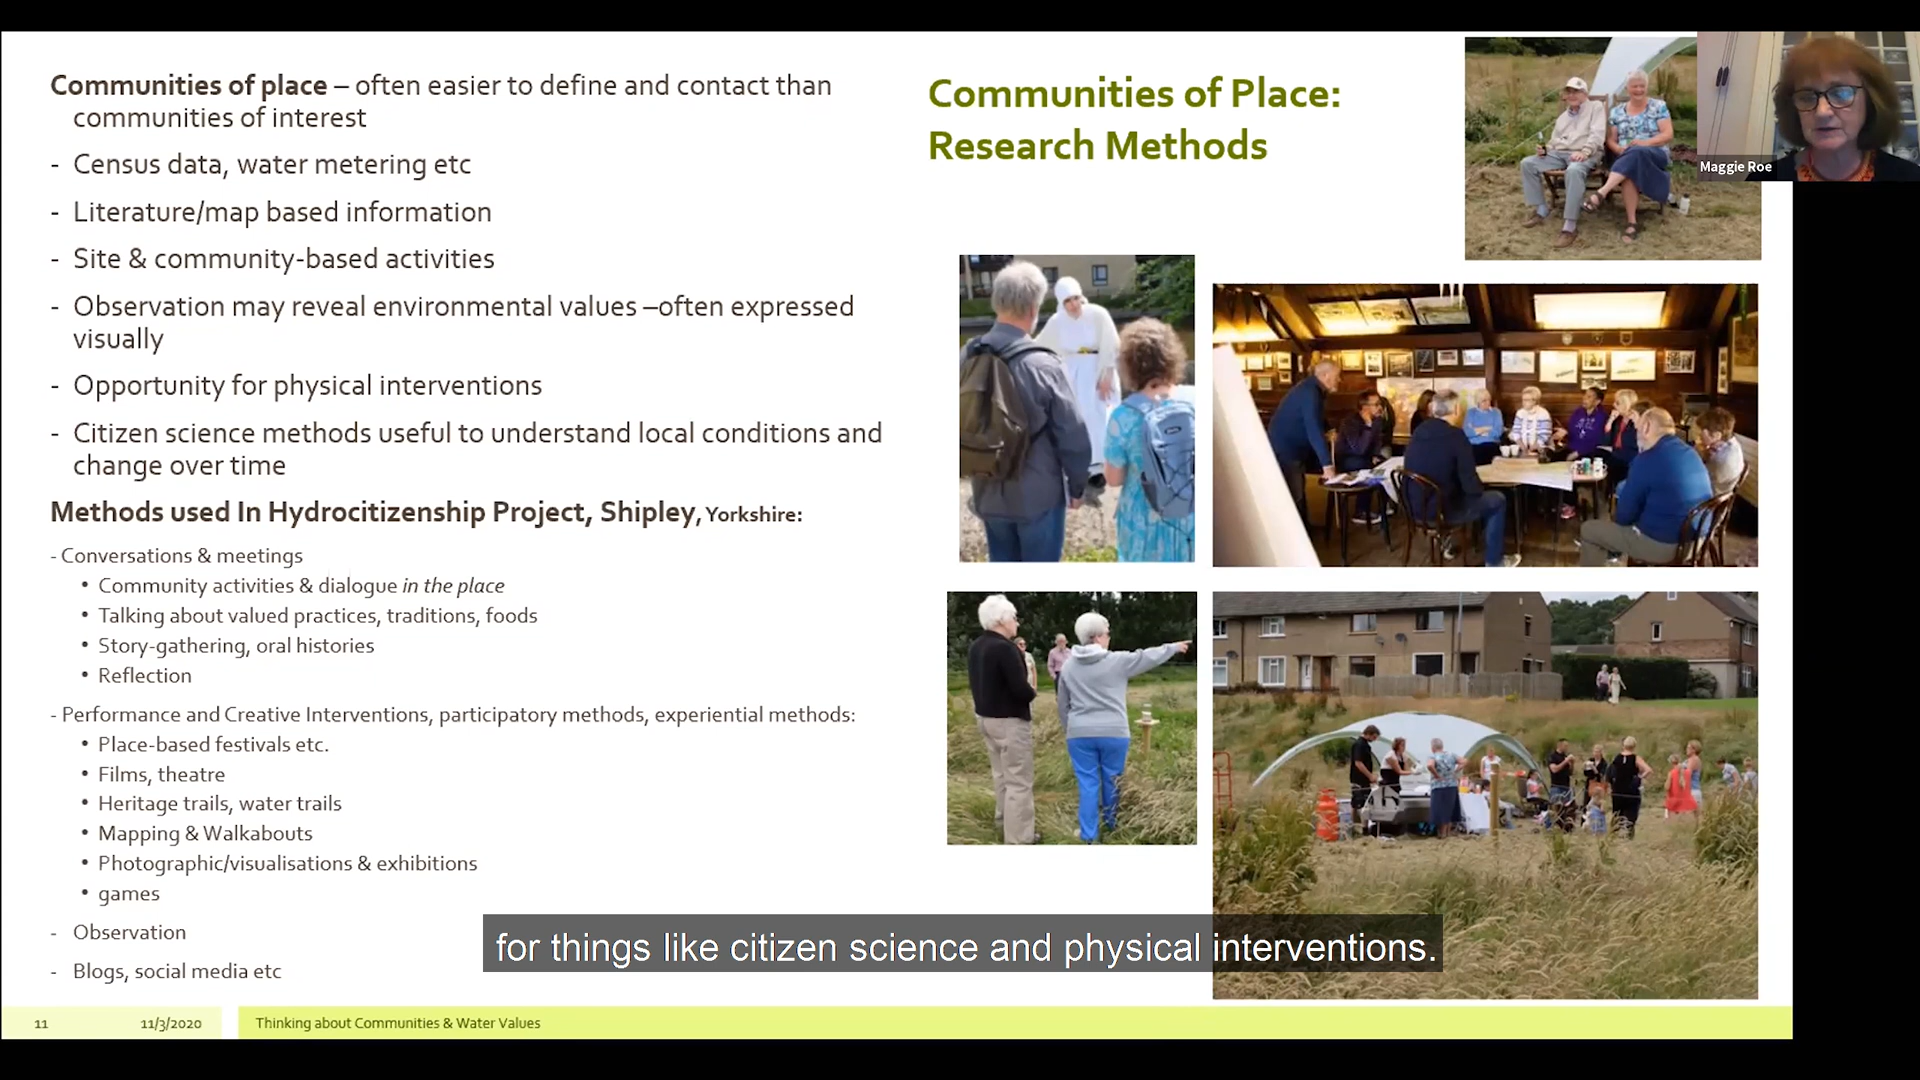 Communities of place – often easier to define and contact than
communities of interest
- Census data, water metering etc
- Literature/map based information
- Site & community-based activities
- Observation may reveal environmental values –often expressed
visually
- Opportunity for physical interventions
- Citizen science methods useful to understand local conditions and
change over time
Methods used In Hydrocitizenship Project, Shipley, Yorkshire:
- Conversations & meetings
• Community activities & dialogue in the place
• Talking about valued practices, traditions, foods
• Story-gathering, oral histories
• Reflection
- Performance and Creative Interventions, participatory methods, experiential methods:
• Place-based festivals etc.
• Films, theatre
• Heritage trails, water trails
• Mapping & Walkabouts
• Photographic/visualisations & exhibitions
• games
- Observation
- Blogs, social media etc
Communities of Place:
Research Methods
Maggie Roe
for things like citizen science and physical interventions.
11
11/3/2020
Thinking about Communities & Water Values